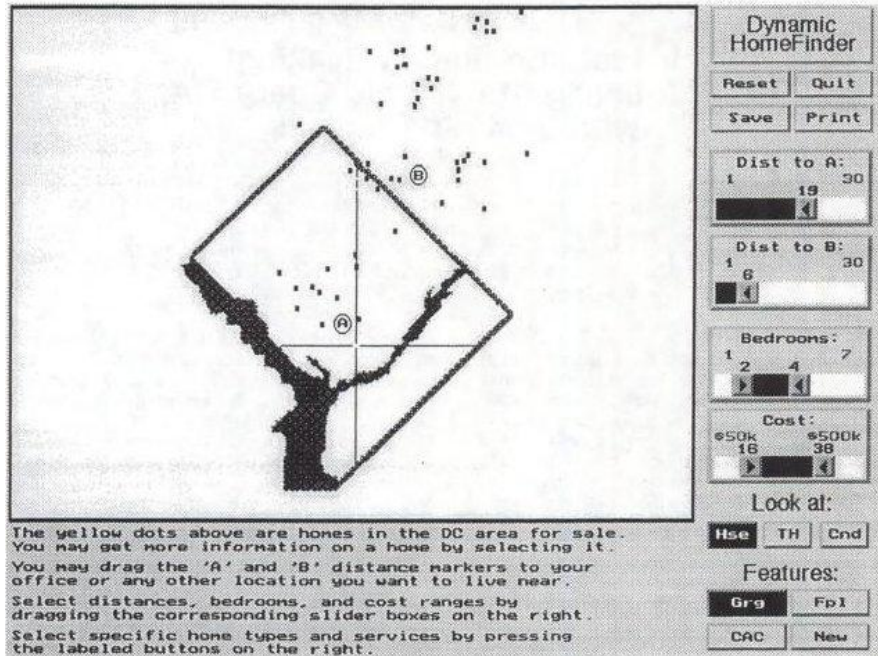 Dynamic
HomeFinder
Reset Quit
Save Print
Dist to A:
1 30
19
Dist to B:
1 30
6
Bedrooms:
1 7
2 4
Cost:
$50k $500k
16 38
Look at:
Hse TH Cnd
Features:
Grg Fpl
CAC New
B
A
The yellow dots above are homes in the DC area for sale.
You may get more information on a home by selecting it.
You may drag the 'A' and 'B' distance markers to your
office or any other location you want to live near.
Select distances, bedrooms, and cost ranges by
dragging the corresponding slider boxes on the right.
Select specific home types and services by pressing
the labeled buttons on the right.